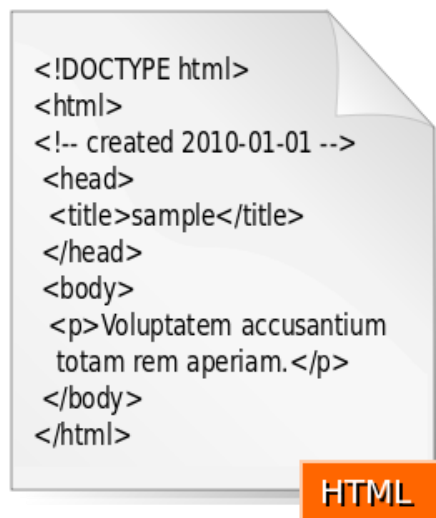 <!DOCTYPE html>
<html>
<!-- created 2010-01-01 -->
<head>
<title>sample</title>
</head>
<body>
<p>Voluptatem accusantium
totam rem aperiam.</p>
</body>
</html>
HTML